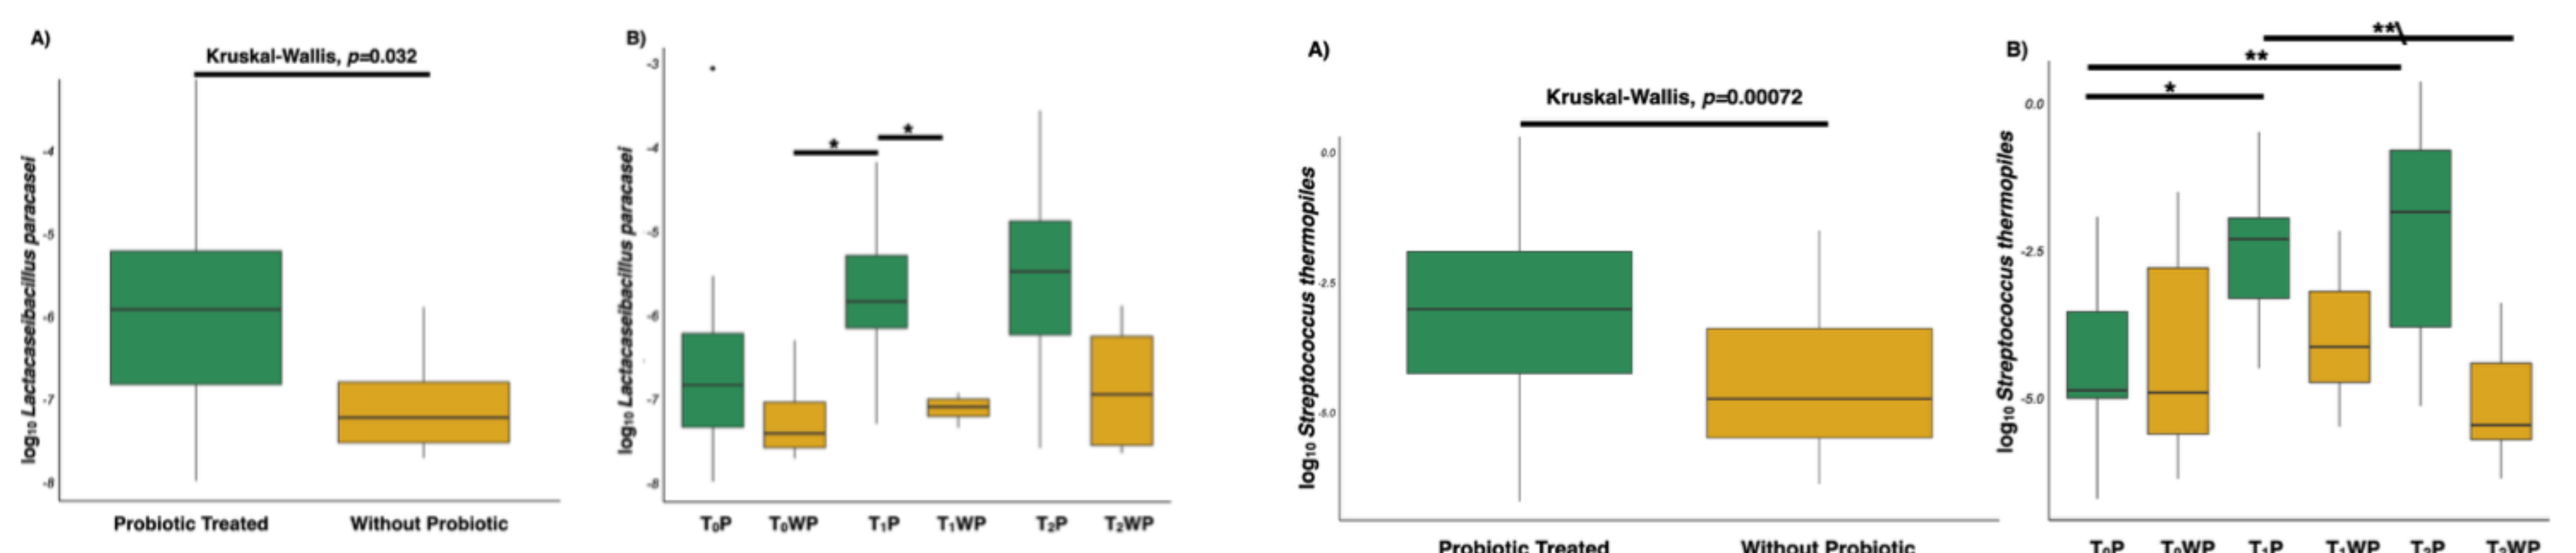 A)
Kruskal-Wallis, p=0.032
log10 Lactacaseibacillus paracasei
-4
-5
-6
-7
-8
Probiotic Treated
Without Probiotic
B)
log10 Lactacaseibacillus paracasei
-3
-4
-5
-6
-7
-8
*
*
T0P
T0WP
T1P
T1WP
T2P
T2WP
A)
Kruskal-Wallis, p=0.00072
log10 Streptococcus thermopiles
0.0
-2.5
-5.0
Probiotic Treated
Without Probiotic
B)
**\
**
*
log10 Streptococcus thermopiles
0.0
-2.5
-5.0
T0P
T0WP
T1P
T1WP
T2P
T2WP